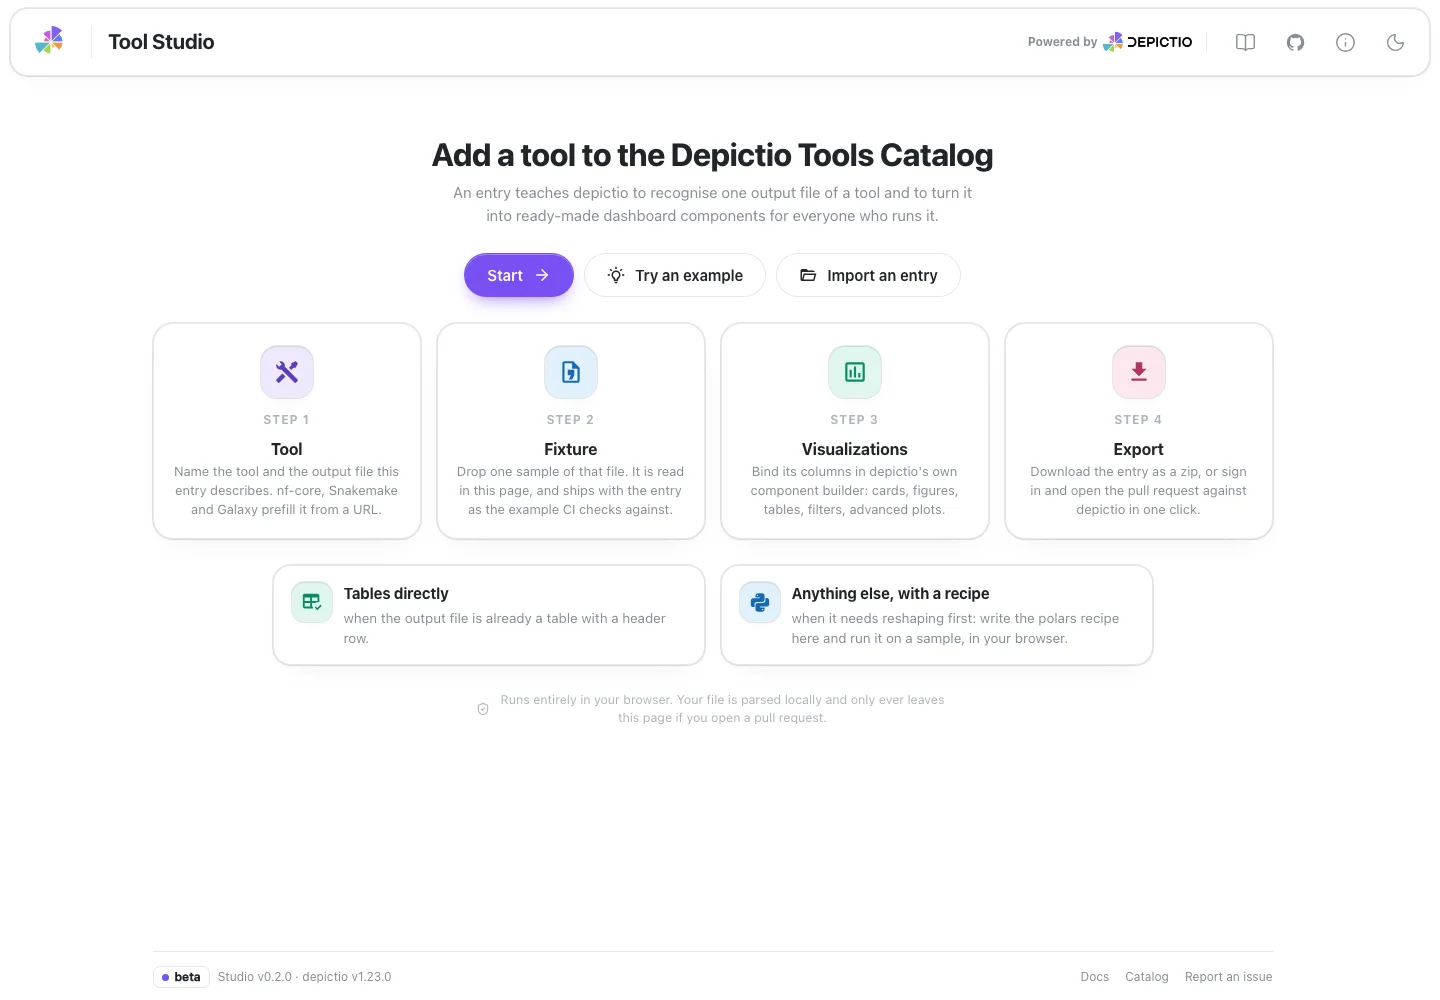 Tool Studio
Powered by DEPICTIO
Add a tool to the Depictio Tools Catalog
An entry teaches depictio to recognise one output file of a tool and to turn it
into ready-made dashboard components for everyone who runs it.
Start
Try an example
Import an entry
STEP 1
Tool
Name the tool and the output file this
entry describes. nf-core, Snakemake
and Galaxy prefill it from a URL.
STEP 2
Fixture
Drop one sample of that file. It is read
in this page, and ships with the entry
as the example CI checks against.
STEP 3
Visualizations
Bind its columns in depictio's own
component builder: cards, figures,
tables, filters, advanced plots.
STEP 4
Export
Download the entry as a zip, or sign
in and open the pull request against
depictio in one click.
Tables directly
when the output file is already a table with a header
row.
Anything else, with a recipe
when it needs reshaping first: write the polars recipe
here and run it on a sample, in your browser.
Runs entirely in your browser. Your file is parsed locally and only ever leaves
this page if you open a pull request.
beta
Studio v0.2.0 · depictio v1.23.0
Docs
Catalog
Report an issue